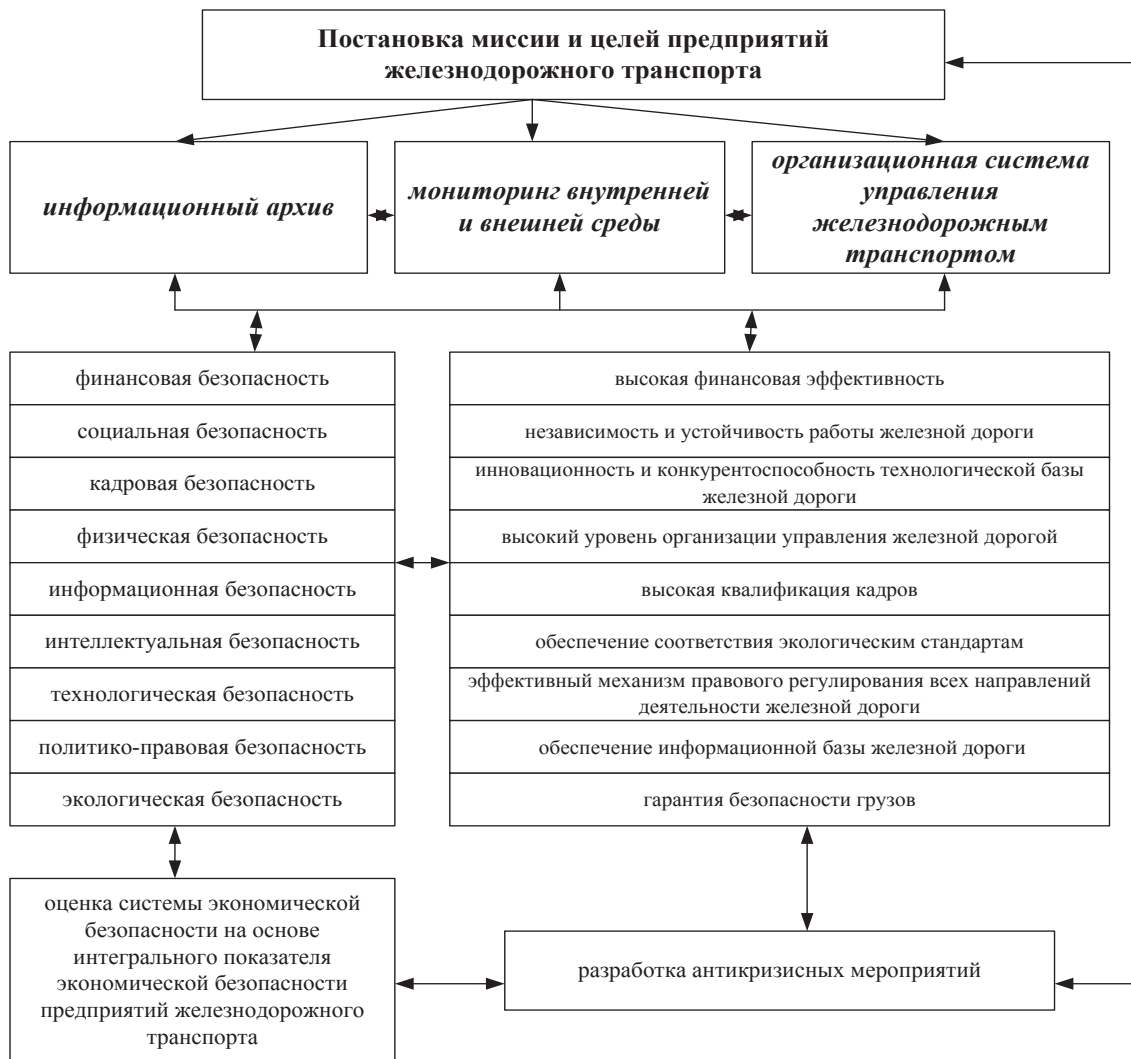 Постановка миссии и целей предприятий
железнодорожного транспорта
информационный архив
мониторинг внутренней
и внешней среды
организационная система
управления
железнодорожным
транспортом
финансовая безопасность
социальная безопасность
кадровая безопасность
физическая безопасность
информационная безопасность
интеллектуальная безопасность
технологическая безопасность
политико-правовая безопасность
экологическая безопасность
высокая финансовая эффективность
независимость и устойчивость работы железной дороги
инновационность и конкурентоспособность технологической базы
железной дороги
высокий уровень организации управления железной дорогой
высокая квалификация кадров
обеспечение соответствия экологическим стандартам
эффективный механизм правового регулирования всех направлений
деятельности железной дороги
обеспечение информационной базы железной дороги
гарантия безопасности грузов
оценка системы экономической
безопасности на основе
интегрального показателя
экономической безопасности
предприятий железнодорожного
транспорта
разработка антикризисных мероприятий